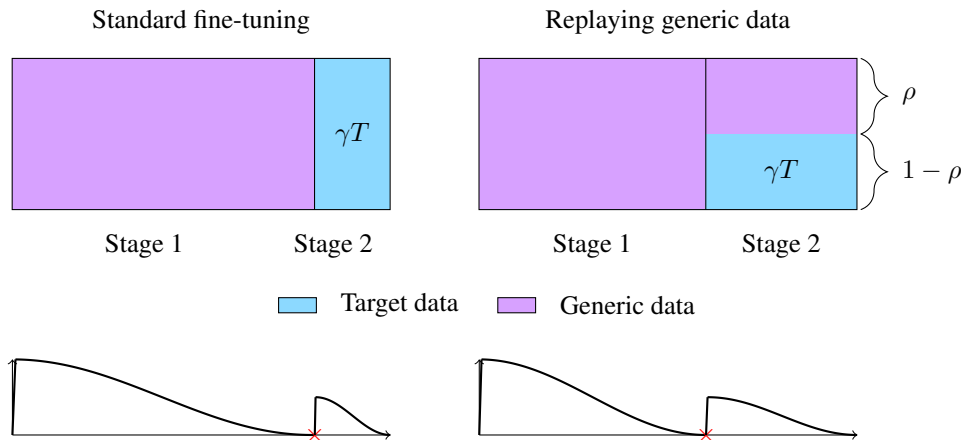 Standard fine-tuning
Replaying generic data
γT
γT
ρ
1 − ρ
Stage 1
Stage 2
Stage 1
Stage 2
Target data
Generic data